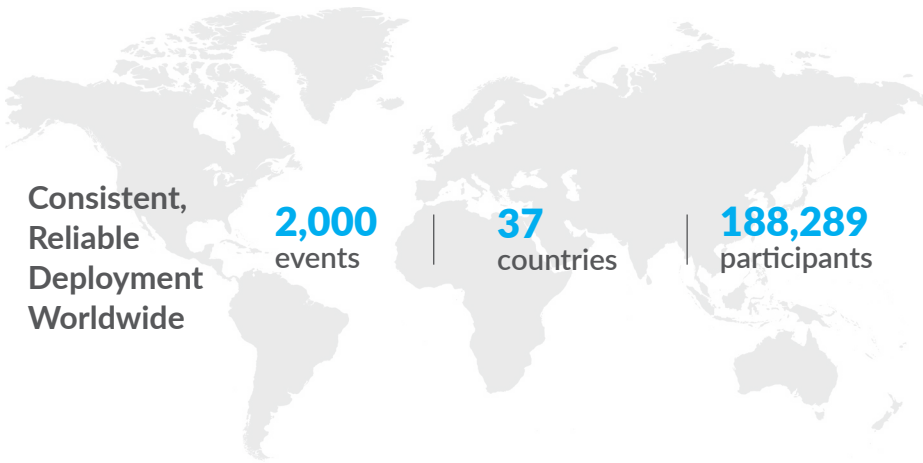 Consistent,
Reliable
Deployment
Worldwide
2,000
events
37
countries
188,289
participants